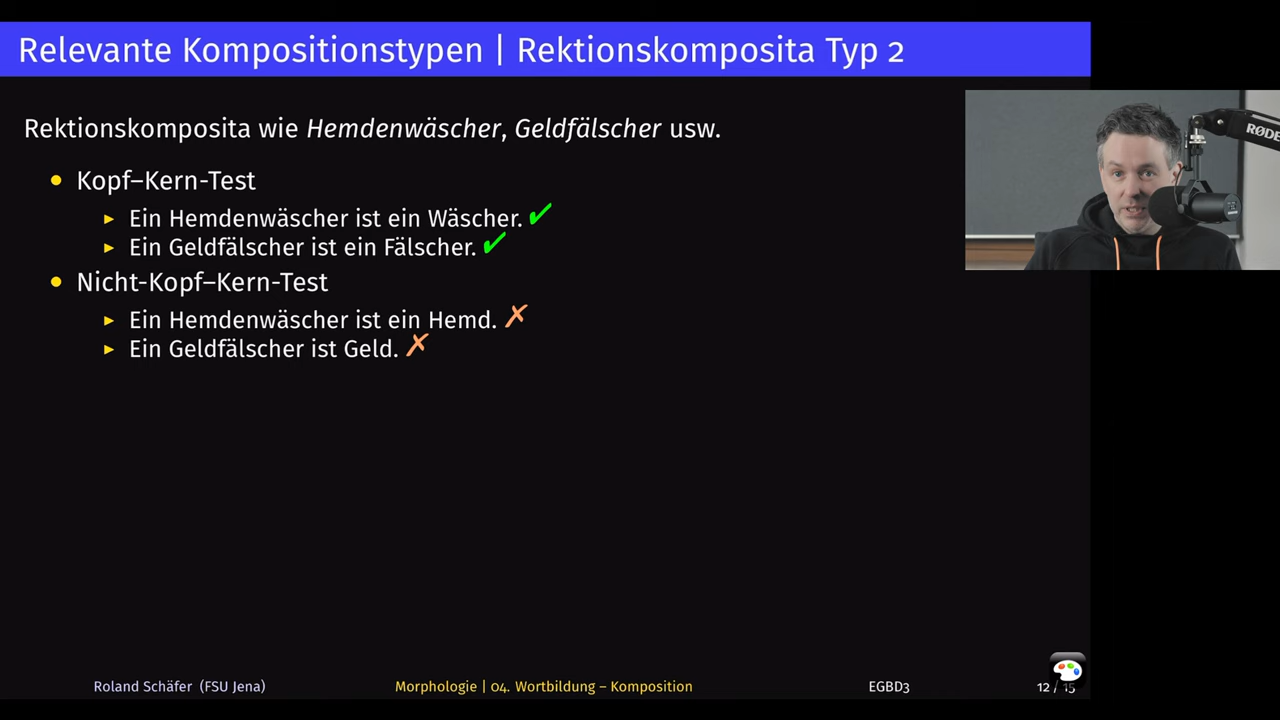 Relevante Kompositionstypen | Rektionskomposita Typ 2
Rektionskomposita wie Hemdenwäscher, Geldfälscher usw.
• Kopf–Kern-Test
▸ Ein Hemdenwäscher ist ein Wäscher. ✔
▸ Ein Geldfälscher ist ein Fälscher. ✔
• Nicht-Kopf–Kern-Test
▸ Ein Hemdenwäscher ist ein Hemd. ✗
▸ Ein Geldfälscher ist Geld. ✗
RØDE
Roland Schäfer (FSU Jena) Morphologie | 04. Wortbildung – Komposition EGBD3 12 / 15